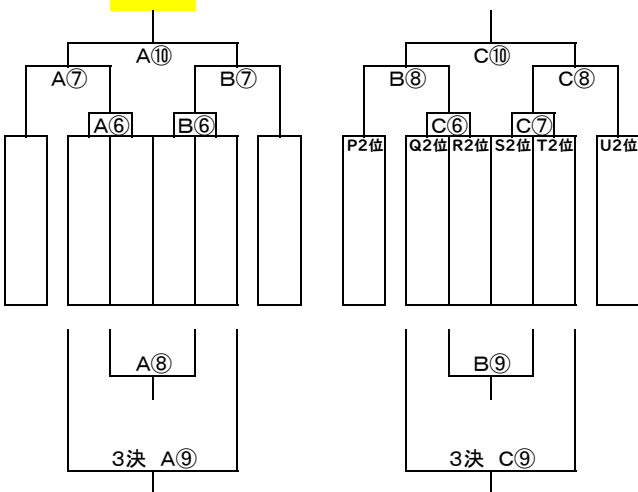 A⑩ C⑩
A⑦ B⑦ B⑧ C⑧
A⑥ B⑥ C⑥ C⑦
P2位 Q2位 R2位 S2位 T2位 U2位
A⑧ B⑨
3決 A⑨ 3決 C⑨